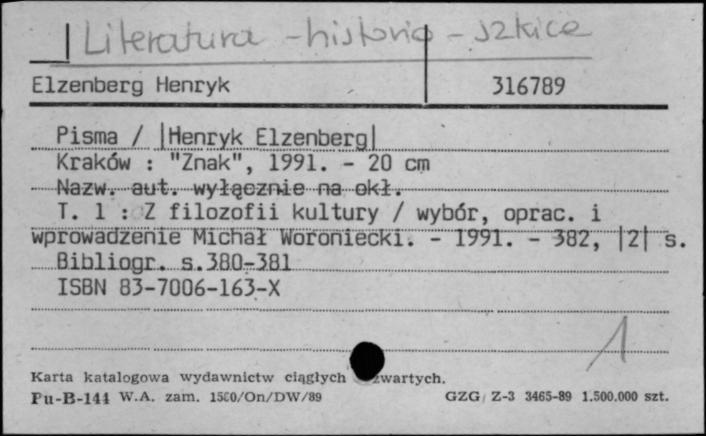 Literatura - historia - szkice
Elzenberg Henryk 316789
Pisma / |Henryk Elzenberg|
Kraków : "Znak", 1991. - 20 cm
Nazw. aut. wyłącznie na okł.
T. 1 : Z filozofii kultury / wybór, oprac. i
wprowadzenie Michał Woroniecki. - 1991. - 382, |2| s.
Bibliogr. s.380-381
ISBN 83-7006-163-X
1
Karta katalogowa wydawnictw ciągłych zwartych.
Pu-B-144 W.A. zam. 1560/On/DW/89 GZG Z-3 3465-89 1.500.000 szt.